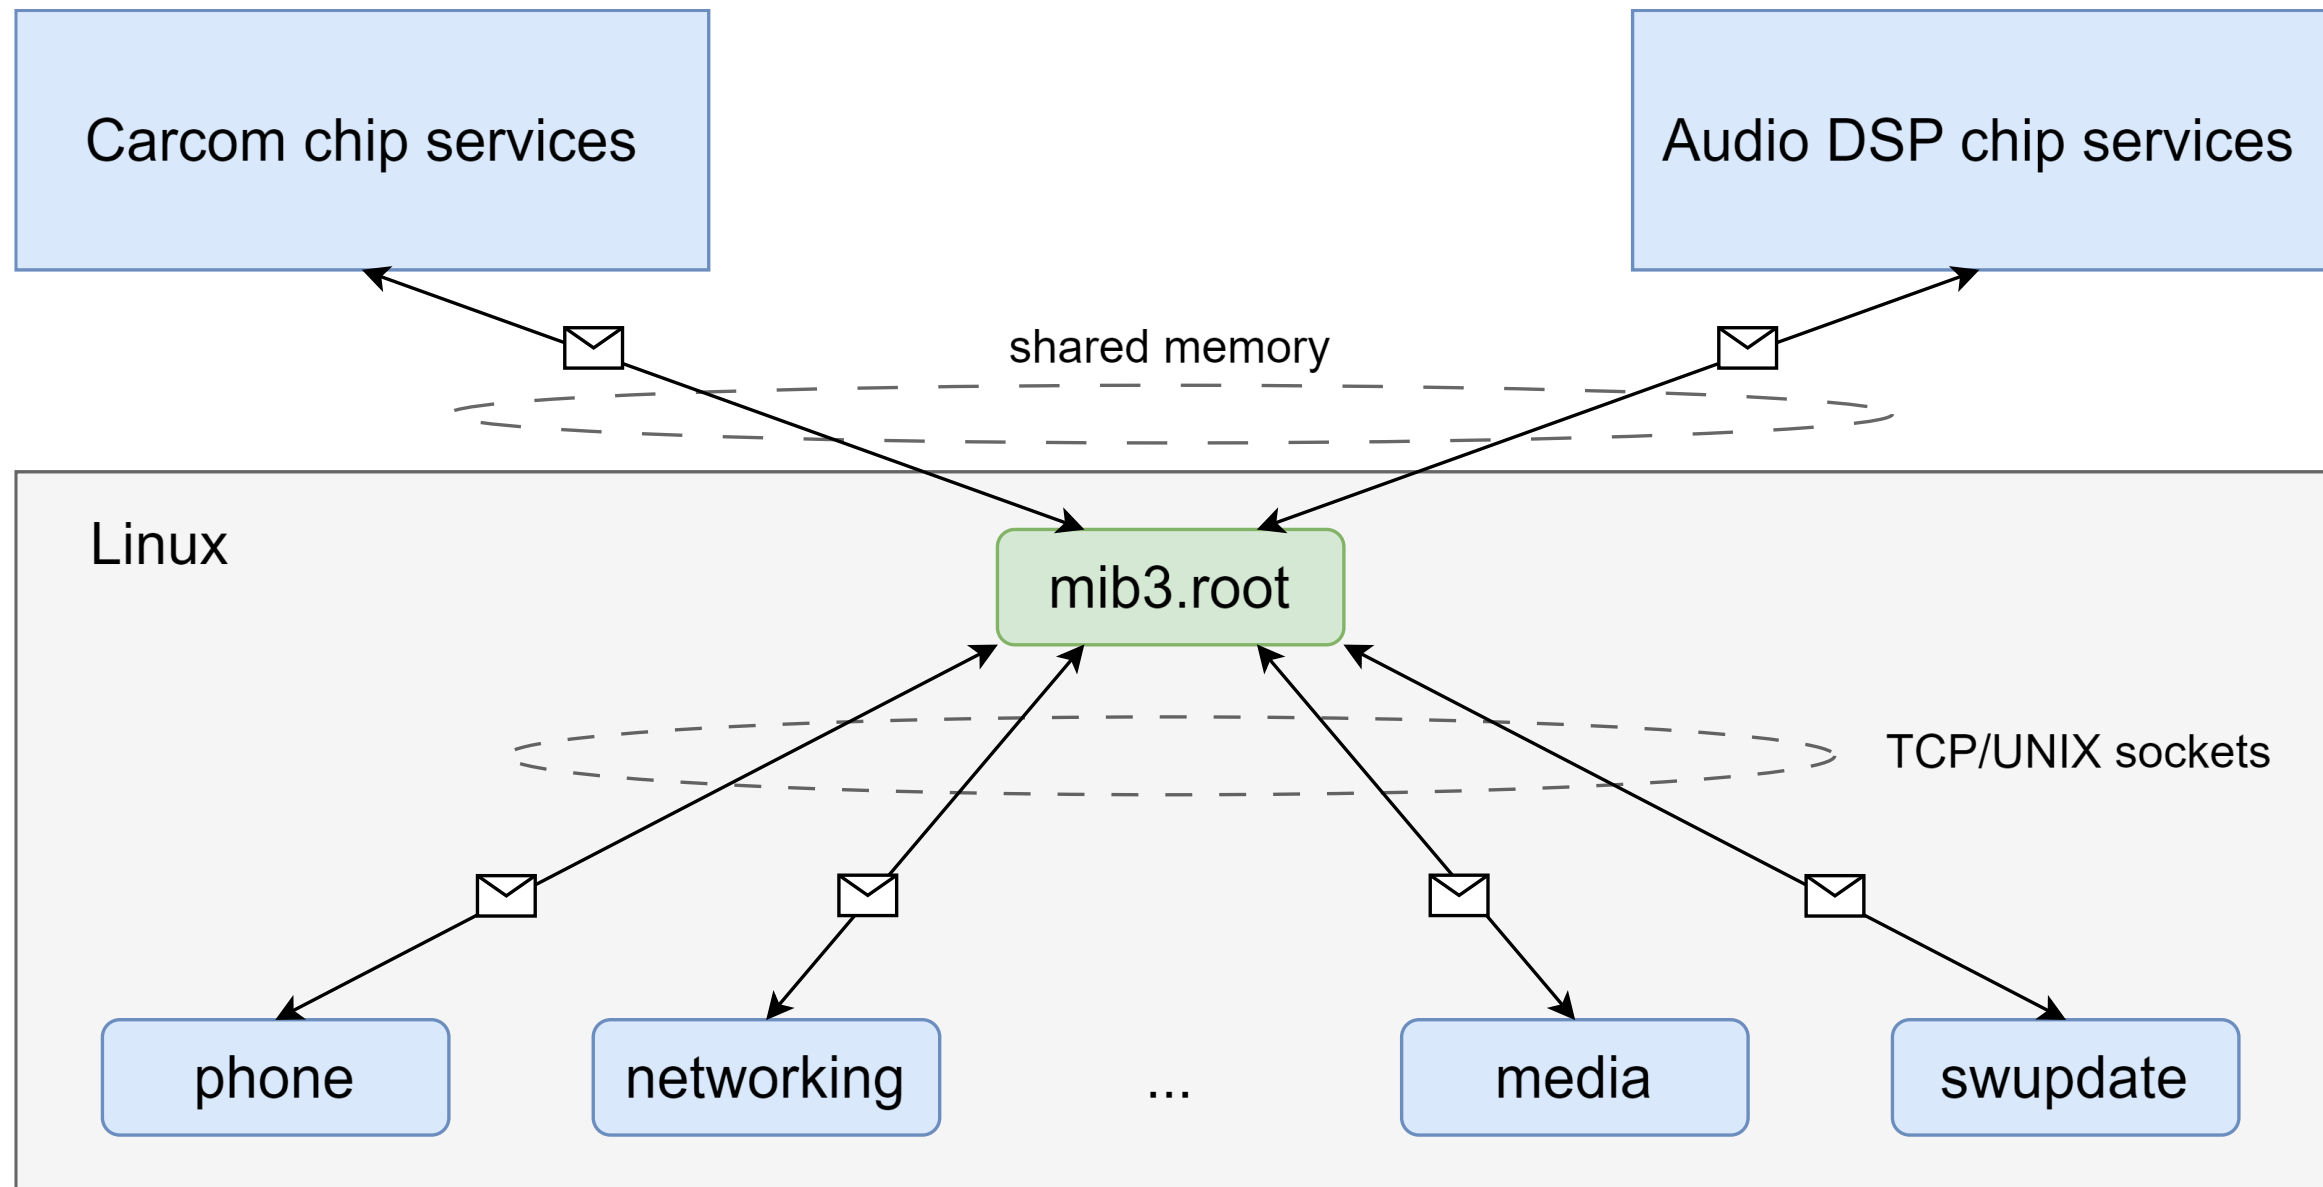 Carcom chip services
Audio DSP chip services
shared memory
Linux
mib3.root
TCP/UNIX sockets
phone
networking
...
media
swupdate